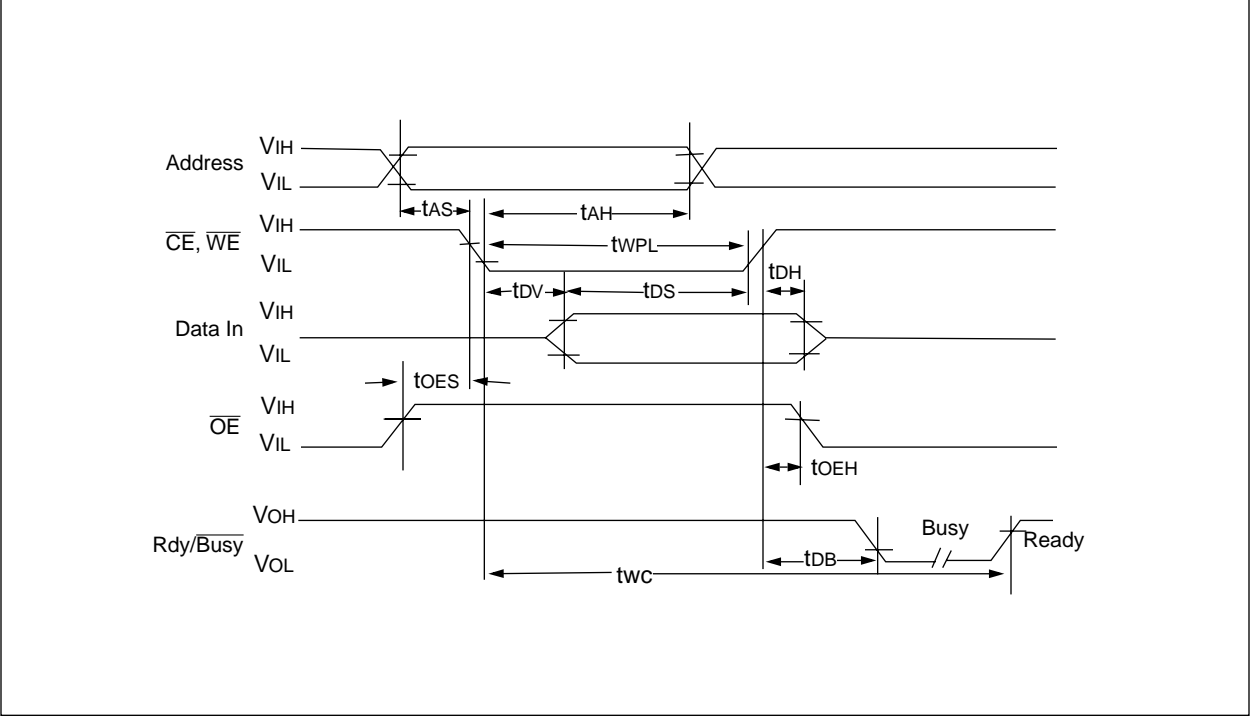 Address
VIH
VIL
tAS
tAH
CE, WE
VIH
VIL
tWPL
tDV
tDS
tDH
Data In
VIH
VIL
tOES
OE
VIH
VIL
tOEH
Rdy/Busy
VOH
VOL
Busy
Ready
tDB
twc